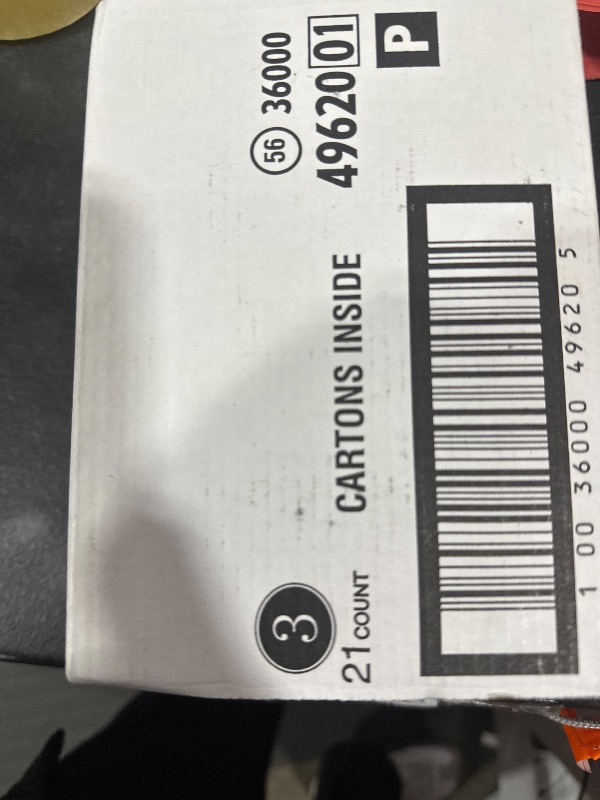 3
21 COUNT
CARTONS INSIDE
56 36000
49620 01
P
1 00 36000 49620 5